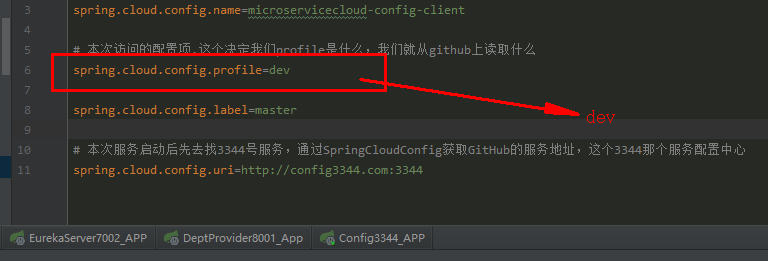 3 spring.cloud.config.name=microservicecloud-config-client
4
5 # 本次访问的配置项.这个决定我们profile是什么，我们就从github上读取什么
6 spring.cloud.config.profile=dev
7
8 spring.cloud.config.label=master
dev
9
10 # 本次服务启动后先去找3344号服务，通过SpringCloudConfig获取GitHub的服务地址，这个3344那个服务配置中心
11 spring.cloud.config.uri=http://config3344.com:3344
EurekaServer7002_APP DeptProvider8001_App Config3344_APP